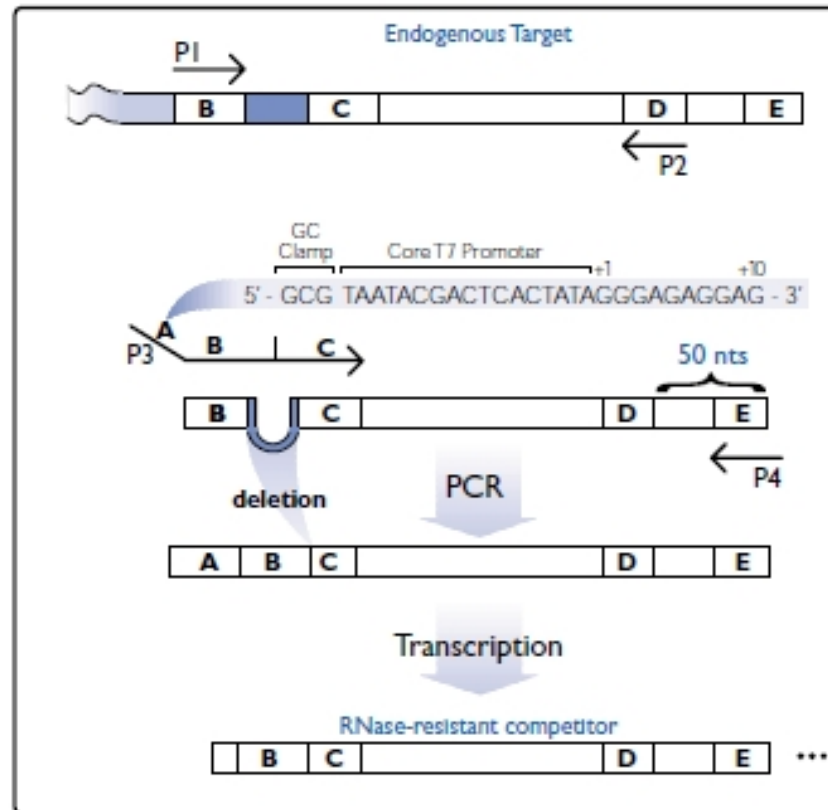 Endogenous Target
P1
B C D E
P2
GC
Clamp
Core T7 Promoter
+1
+10
5' - GCG TAATACGACTCACTATAGGGAGAGGAG - 3'
A
P3
B C
50 nts
B C D E
P4
deletion
PCR
A B C D E
Transcription
RNase-resistant competitor
B C D E ...